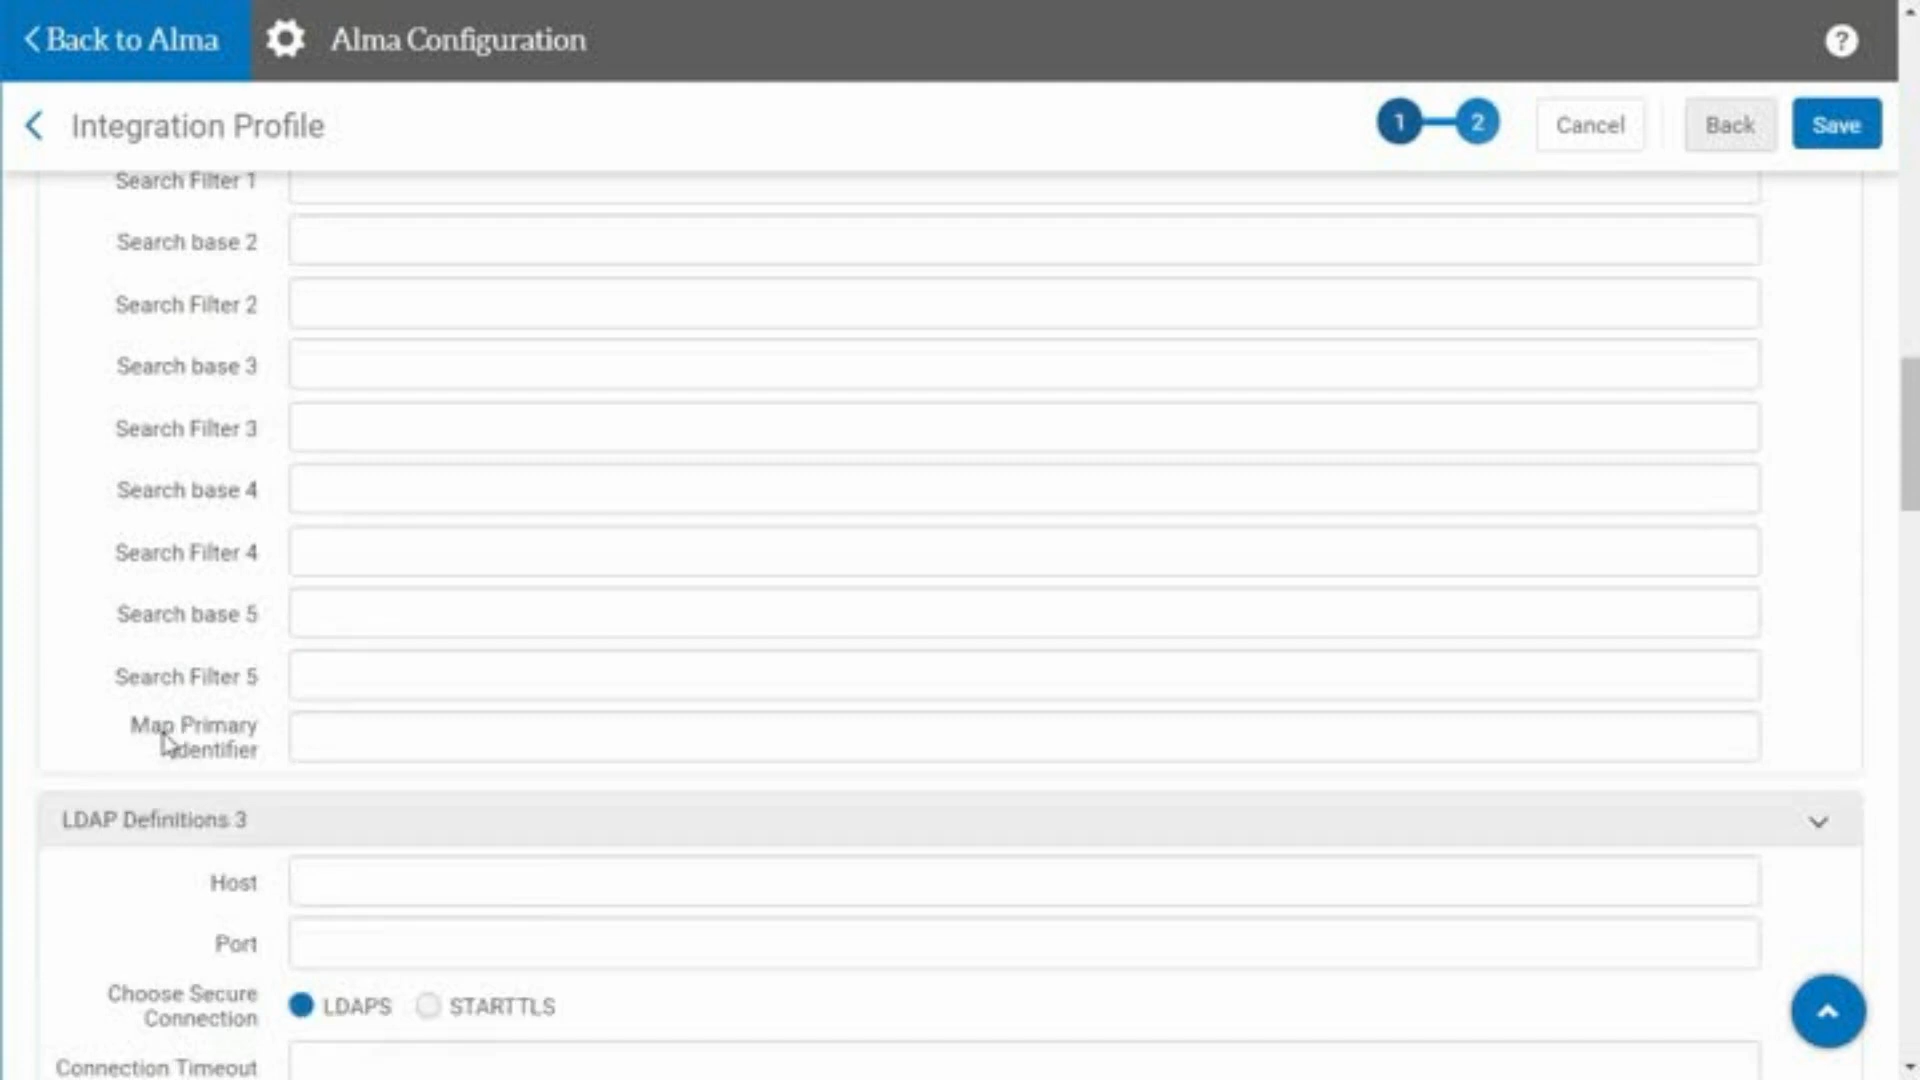 Back to Alma
Alma Configuration
?
Integration Profile
1
2
Cancel
Back
Save
Search Filter 1
Search base 2
Search Filter 2
Search base 3
Search Filter 3
Search base 4
Search Filter 4
Search base 5
Search Filter 5
Map Primary
Identifier
LDAP Definitions 3
Host
Port
Choose Secure
Connection
LDAPS
STARTTLS
Connection Timeout